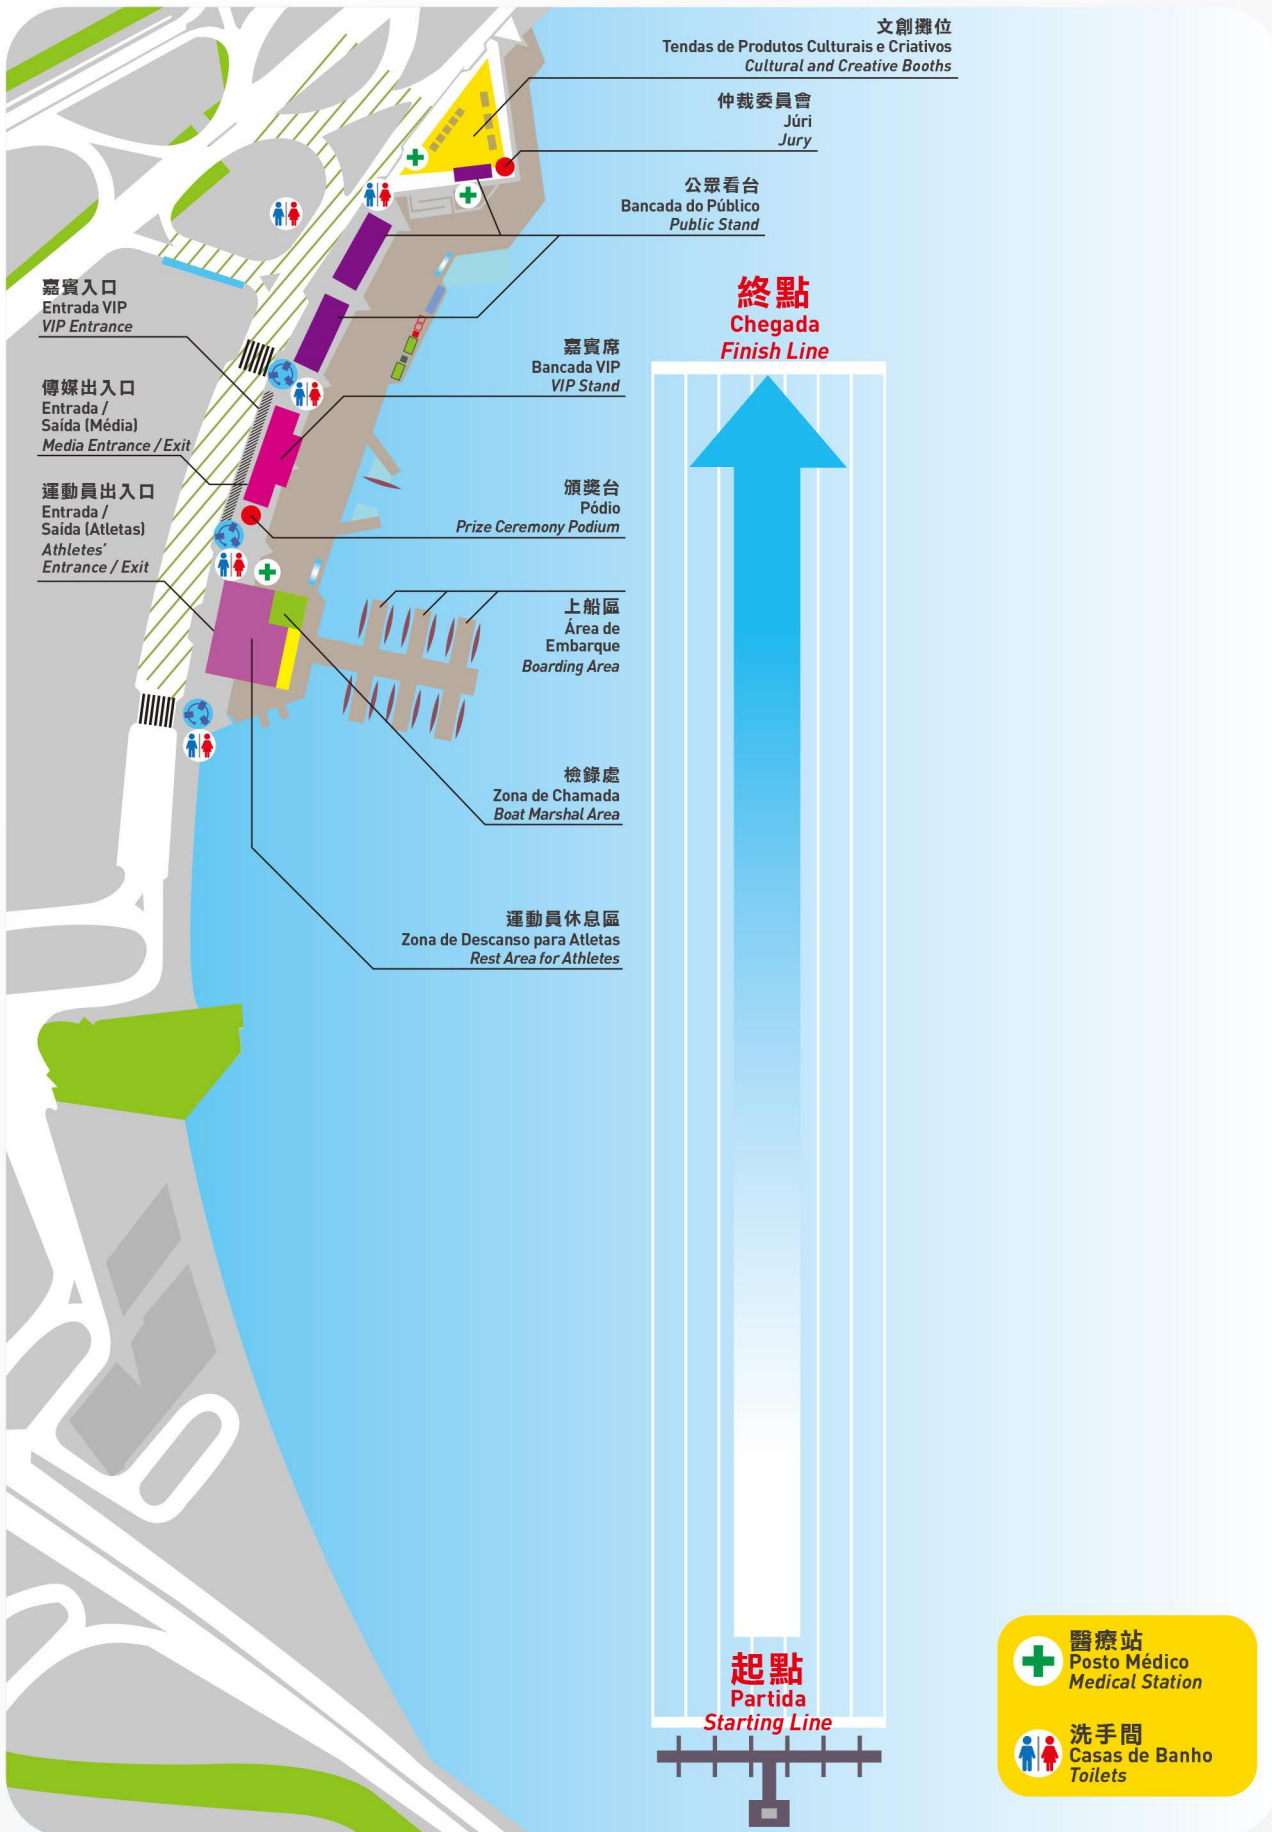 文創攤位
Tendas de Produtos Culturais e Criativos
Cultural and Creative Booths
仲裁委員會
Júri
Jury
公眾看台
Bancada do Público
Public Stand
嘉賓入口
Entrada VIP
VIP Entrance
終點
Chegada
Finish Line
嘉賓席
Bancada VIP
VIP Stand
傳媒出入口
Entrada /
Saída (Média)
Media Entrance / Exit
運動員出入口
Entrada /
Saída (Atletas)
Athletes'
Entrance / Exit
頒獎台
Pódio
Prize Ceremony Podium
上船區
Área de
Embarque
Boarding Area
檢錄處
Zona de Chamada
Boat Marshal Area
運動員休息區
Zona de Descanso para Atletas
Rest Area for Athletes
起點
Partida
Starting Line
醫療站
Posto Médico
Medical Station
洗手間
Casas de Banho
Toilets